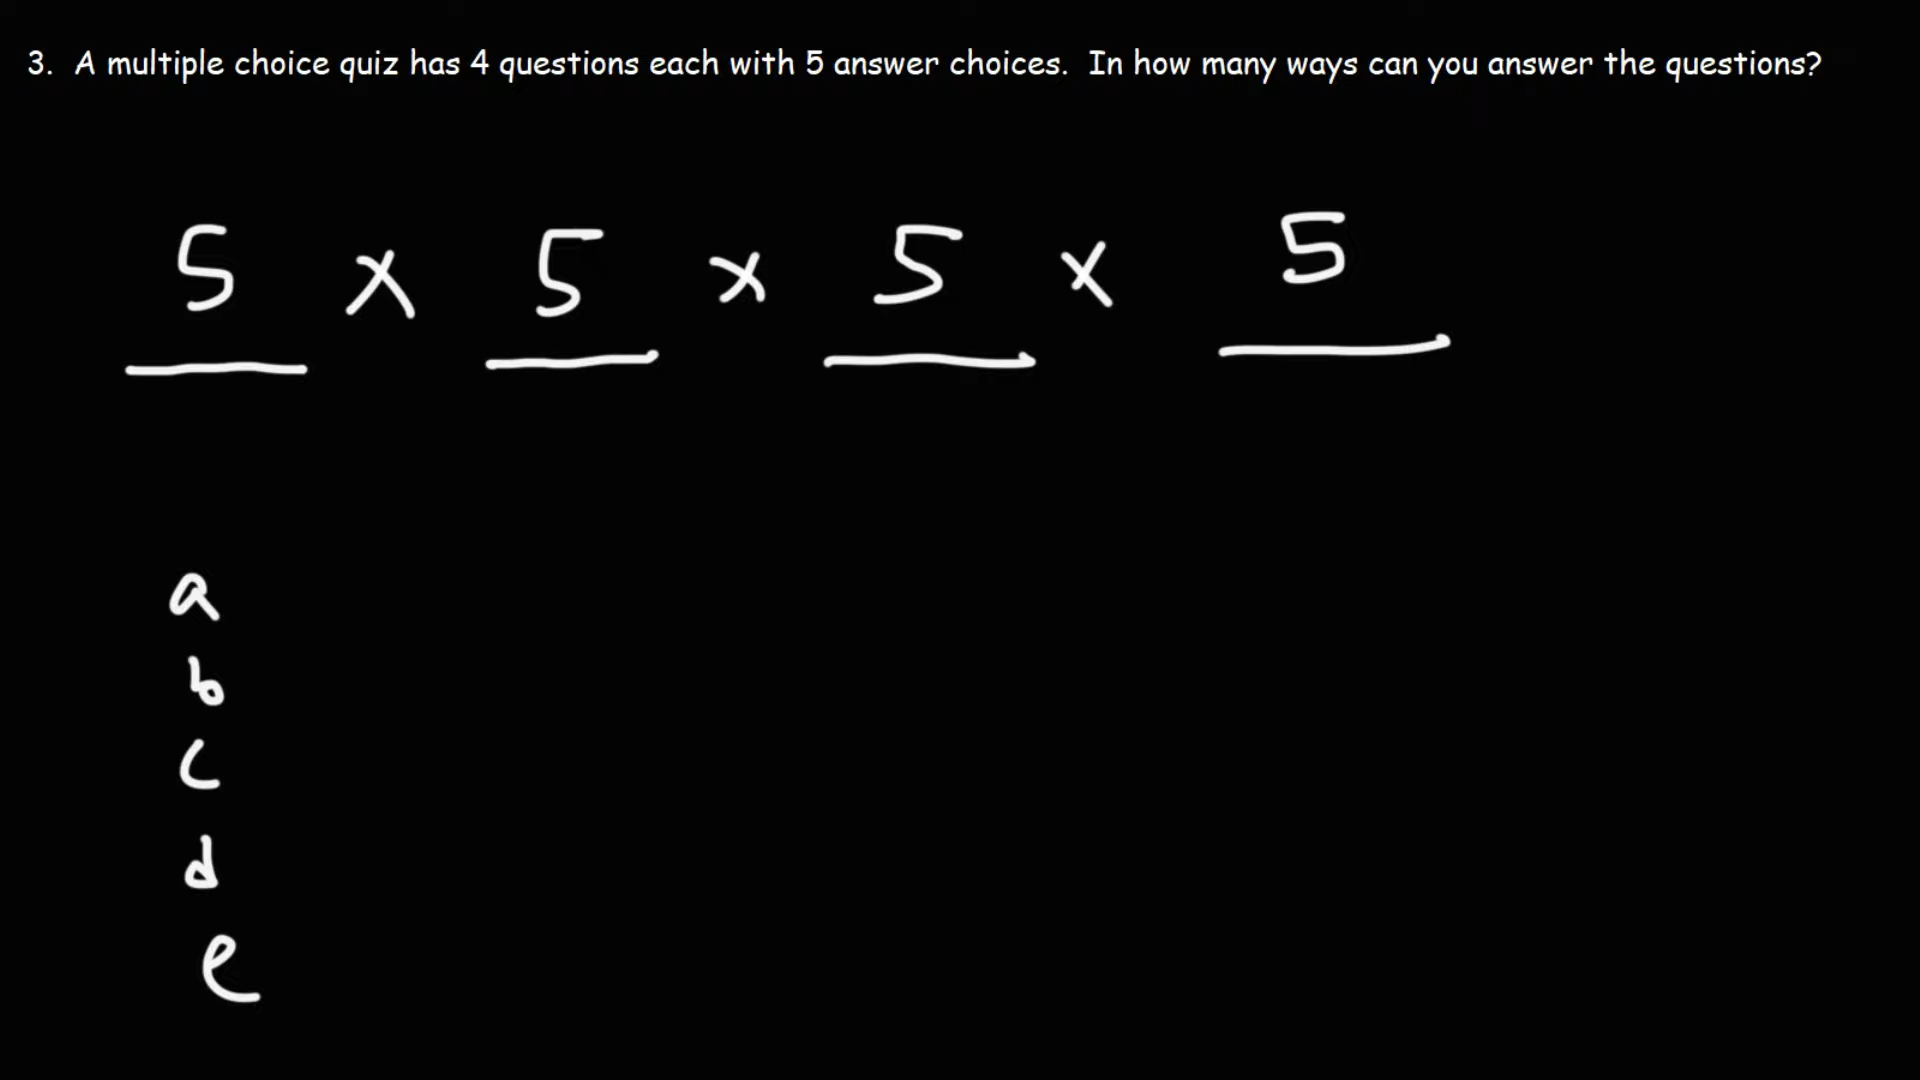 3. A multiple choice quiz has 4 questions each with 5 answer choices. In how many ways can you answer the questions?
5 x 5 x 5 x 5
a
b
c
d
e